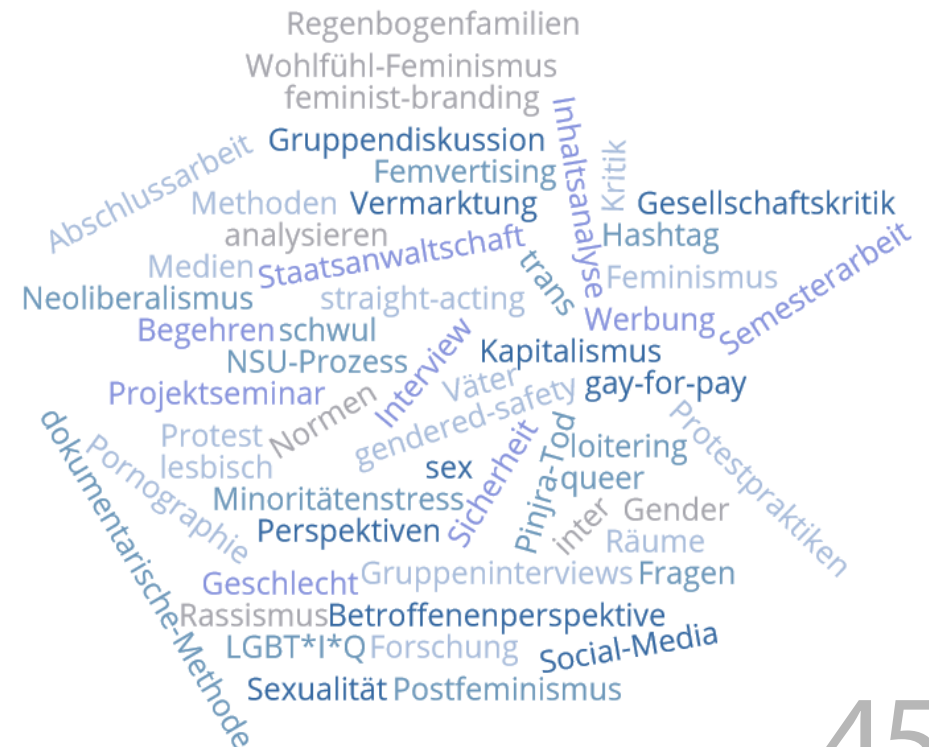 Regenbogenfamilien
Wohlfühl-Feminismus
feminist-branding
Inhaltsanalyse
Gruppendiskussion
Kritik
Abschlussarbeit
Femvertising
Methoden Vermarktung
Gesellschaftskritik
analysieren
Staatsanwaltschaft
Hashtag
Semesterarbeit
Medien
trans
Feminismus
Neoliberalismus
straight-acting
Begehren schwul
Werbung
NSU-Prozess
Interview
Kapitalismus
Projektseminar
Normen
Väter
gendered-safety
gay-for-pay
dokumentarische-Methode
Pornographie
Protest
Protestpraktiken
lesbisch
sex
Sicherheit
Pinjra-Tod
loitering
queer
Minoritätenstress
inter
Gender
Perspektiven
Räume
Geschlecht Gruppeninterviews Fragen
Rassismus Betroffenenperspektive
LGBT*I*Q Forschung Social-Media
Sexualität Postfeminismus
45